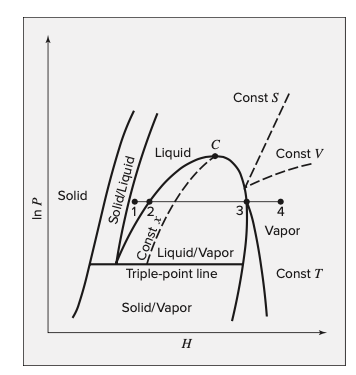 Const S
C
Liquid
Const V
Solid/Liquid
Solid
ln P
1
2
3
4
Const x
Vapor
Liquid/Vapor
Triple-point line
Const T
Solid/Vapor
H